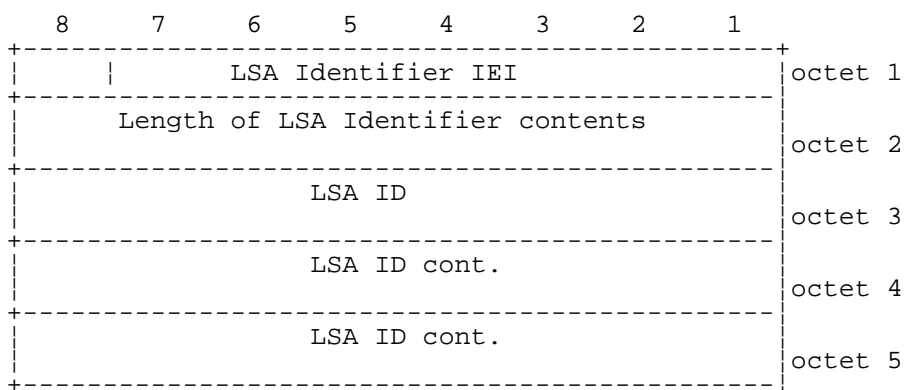 8 7 6 5 4 3 2 1
LSA Identifier IEI octet 1
Length of LSA Identifier contents
octet 2
LSA ID
octet 3
LSA ID cont.
octet 4
LSA ID cont.
octet 5